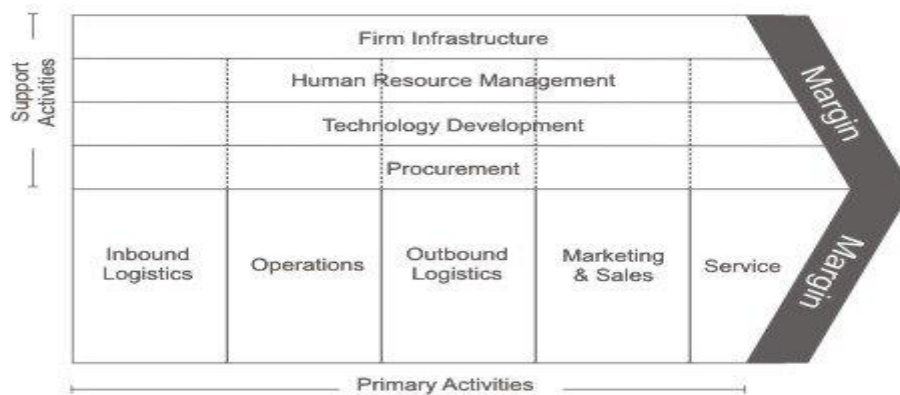 Support
Activities
Firm Infrastructure
Human Resource Management
Technology Development
Procurement
Margin
Inbound
Logistics
Operations
Outbound
Logistics
Marketing
& Sales
Service
Margin
Primary Activities